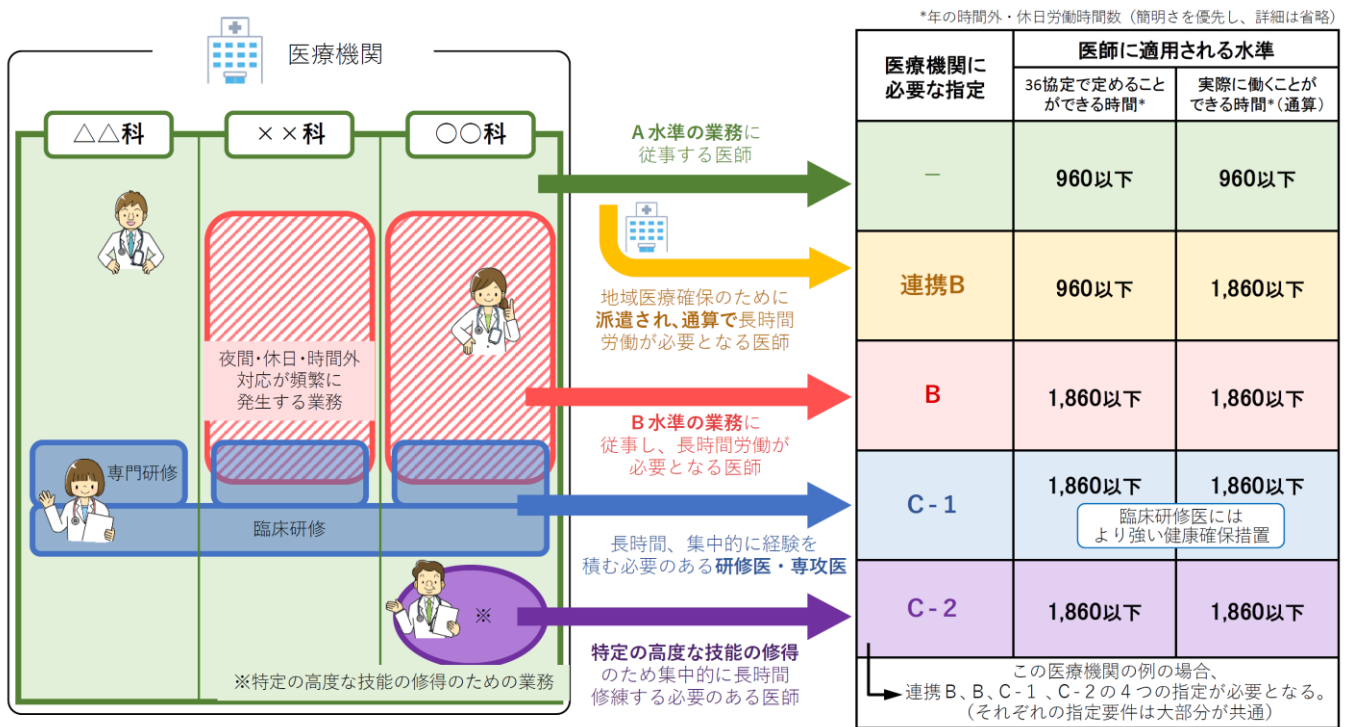 *年の時間外・休日労働時間数（簡明さを優先し、詳細は省略）
医療機関
△△科
××科
○○科
夜間・休日・時間外
対応が頻繁に
発生する業務
専門研修
臨床研修
※
※特定の高度な技能の修得のための業務
A水準の業務に
従事する医師
地域医療確保のために
派遣され、通算で長時間
労働が必要となる医師
B水準の業務に
従事し、長時間労働が
必要となる医師
長時間、集中的に経験を
積む必要のある研修医・専攻医
特定の高度な技能の修得
のため集中的に長時間
修練する必要のある医師
医療機関に
必要な指定
医師に適用される水準
36協定で定めること
ができる時間*
実際に働くことが
できる時間*(通算)
－
960以下
960以下
連携B
960以下
1,860以下
B
1,860以下
1,860以下
C-1
1,860以下
1,860以下
臨床研修医には
より強い健康確保措置
C-2
1,860以下
1,860以下
この医療機関の例の場合、
連携B、B、C-1、C-2の4つの指定が必要となる。
(それぞれの指定要件は大部分が共通)